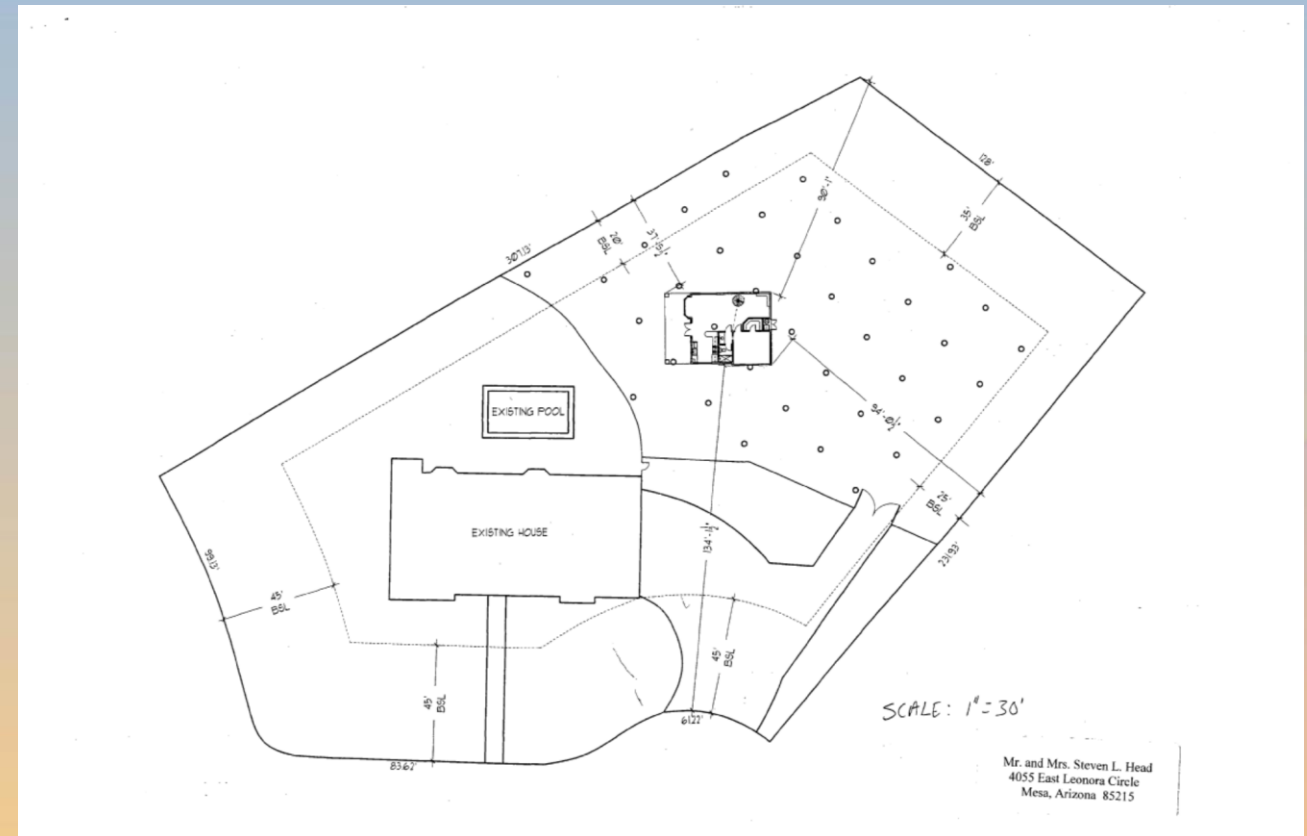 128'
90'-1"
35'
BSL
20'
BSL
37'-5½"
307.13'
EXISTING POOL
94'-0½"
25'
BSL
EXISTING HOUSE
134'-1½"
231.93'
99.13'
45'
BSL
45'
BSL
45'
BSL
61.22'
83.62'
SCALE: 1"=30'
Mr. and Mrs. Steven L. Head
4055 East Leonora Circle
Mesa, Arizona 85215